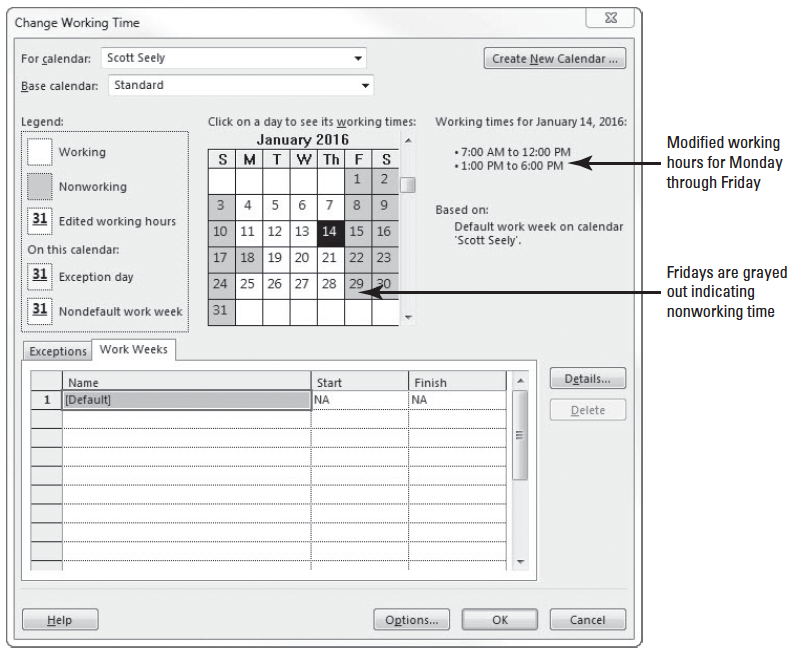 Change Working Time
For calendar: Scott Seely
Create New Calendar ...
Base calendar: Standard
Legend:
Working
Nonworking
31 Edited working hours
On this calendar:
31 Exception day
31 Nondefault work week
Click on a day to see its working times:
January 2016
S M T W Th F S
1 2
3 4 5 6 7 8 9
10 11 12 13 14 15 16
17 18 19 20 21 22 23
24 25 26 27 28 29 30
31
Working times for January 14, 2016:
• 7:00 AM to 12:00 PM
• 1:00 PM to 6:00 PM
Based on:
Default work week on calendar
'Scott Seely'.
Modified working
hours for Monday
through Friday
Fridays are grayed
out indicating
nonworking time
Exceptions Work Weeks
Name Start Finish
1 [Default] NA NA
Details...
Delete
Help
Options...
OK
Cancel